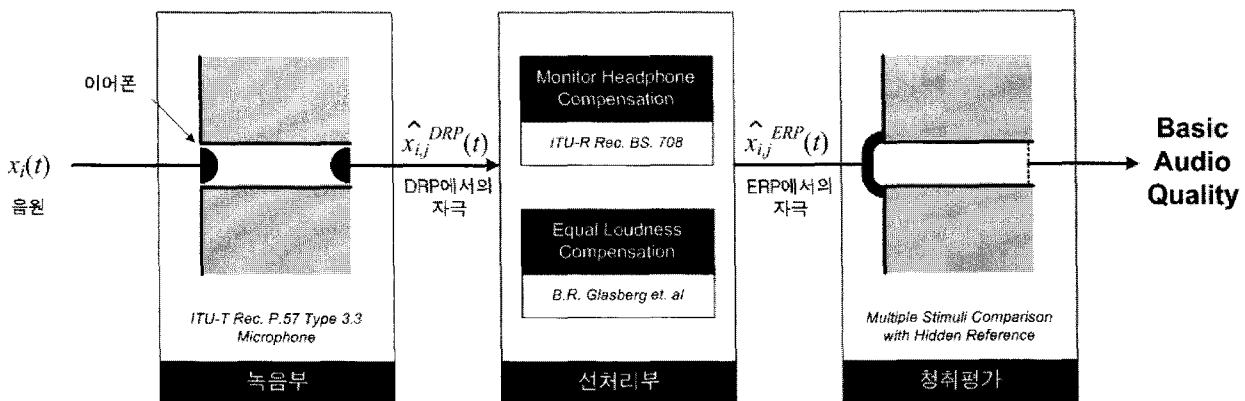 이어폰
x_i(t)
음원
ITU-T Rec. P.57 Type 3.3
Microphone
녹음부
\hat{x}_{i,j}^{DRP}(t)
DRP에서의
자극
Monitor Headphone
Compensation
ITU-R Rec. BS. 708
Equal Loudness
Compensation
B.R. Glasberg et. al
선처리부
\hat{x}_{i,j}^{ERP}(t)
ERP에서의
자극
Multiple Stimuli Comparison
with Hidden Reference
청취평가
Basic
Audio
Quality